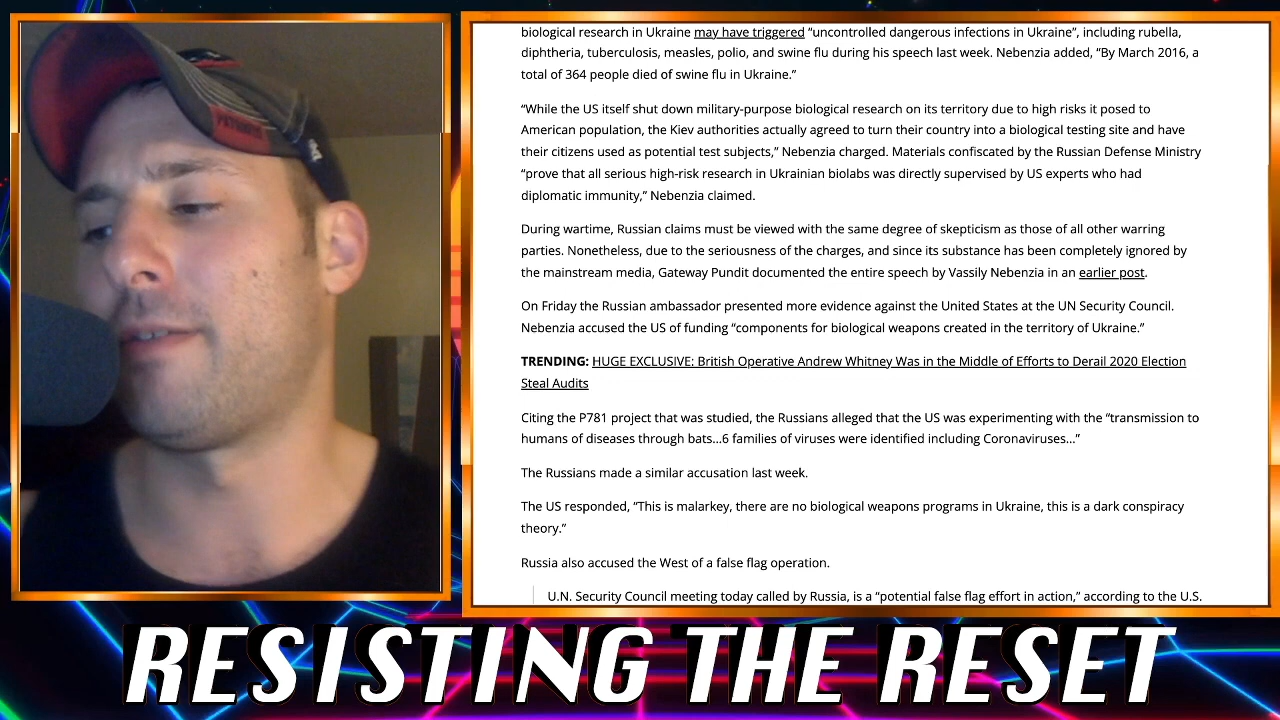 PATRIOTS
biological research in Ukraine may have triggered “uncontrolled dangerous infections in Ukraine”, including rubella,
diphtheria, tuberculosis, measles, polio, and swine flu during his speech last week. Nebenzia added, “By March 2016, a
total of 364 people died of swine flu in Ukraine.”
“While the US itself shut down military-purpose biological research on its territory due to high risks it posed to
American population, the Kiev authorities actually agreed to turn their country into a biological testing site and have
their citizens used as potential test subjects,” Nebenzia charged. Materials confiscated by the Russian Defense Ministry
“prove that all serious high-risk research in Ukrainian biolabs was directly supervised by US experts who had
diplomatic immunity,” Nebenzia claimed.
During wartime, Russian claims must be viewed with the same degree of skepticism as those of all other warring
parties. Nonetheless, due to the seriousness of the charges, and since its substance has been completely ignored by
the mainstream media, Gateway Pundit documented the entire speech by Vassily Nebenzia in an earlier post.
On Friday the Russian ambassador presented more evidence against the United States at the UN Security Council.
Nebenzia accused the US of funding “components for biological weapons created in the territory of Ukraine.”
TRENDING: HUGE EXCLUSIVE: British Operative Andrew Whitney Was in the Middle of Efforts to Derail 2020 Election
Steal Audits
Citing the P781 project that was studied, the Russians alleged that the US was experimenting with the “transmission to
humans of diseases through bats…6 families of viruses were identified including Coronaviruses…”
The Russians made a similar accusation last week.
The US responded, “This is malarkey, there are no biological weapons programs in Ukraine, this is a dark conspiracy
theory.”
Russia also accused the West of a false flag operation.
U.N. Security Council meeting today called by Russia, is a “potential false flag effort in action,” according to the U.S.
RESISTING THE RESET